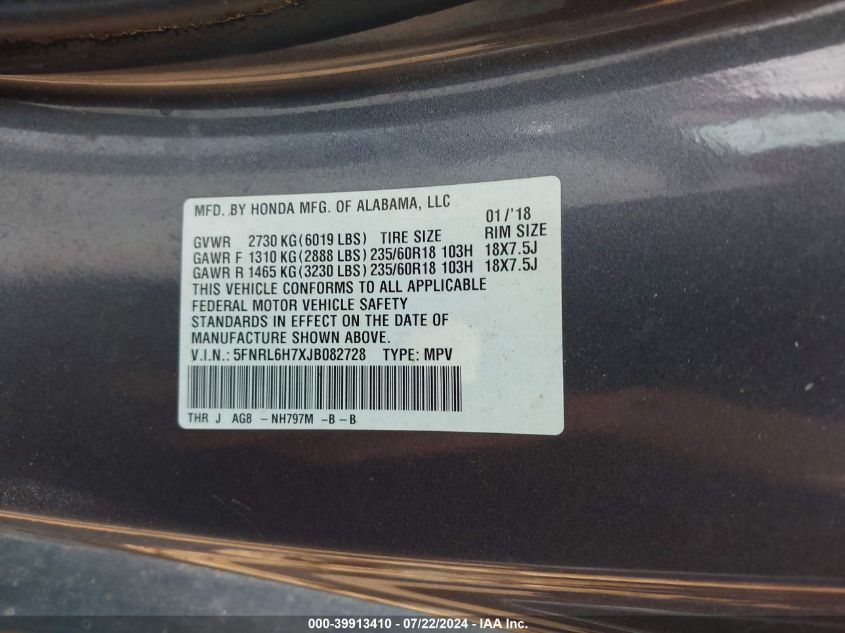 MFD. BY HONDA MFG. OF ALABAMA, LLC
01/'18
GVWR 2730 KG(6019 LBS) TIRE SIZE RIM SIZE
GAWR F 1310 KG(2888 LBS)235/60R18 103H 18X7.5J
GAWR R 1465 KG(3230 LBS)235/60R18 103H 18X7.5J
THIS VEHICLE CONFORMS TO ALL APPLICABLE
FEDERAL MOTOR VEHICLE SAFETY
STANDARDS IN EFFECT ON THE DATE OF
MANUFACTURE SHOWN ABOVE.
V.I.N.: 5FNRL6H7XJB082728 TYPE: MPV
THR J AG8 -NH797M -B-B
000-39913410 - 07/22/2024 - IAA Inc.